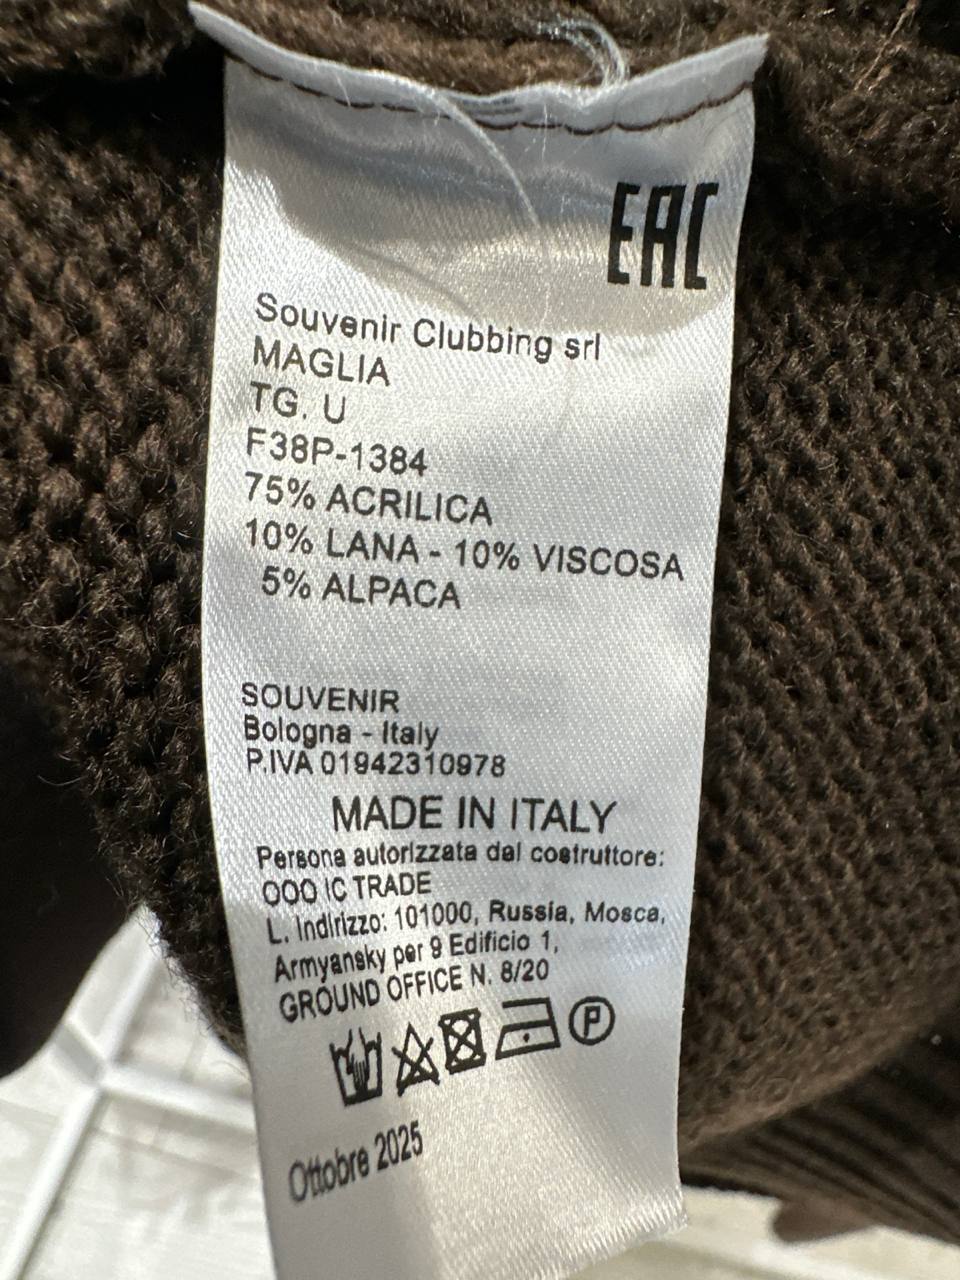 EAC
Souvenir Clubbing srl
MAGLIA
TG. U
F38P-1384
75% ACRILICA
10% LANA - 10% VISCOSA
5% ALPACA
SOUVENIR
Bologna - Italy
P.IVA 01942310978
MADE IN ITALY
Persona autorizzata dal costruttore:
OOO IC TRADE
L. Indirizzo: 101000, Russia, Mosca,
Armyansky per 9 Edificio 1,
GROUND OFFICE N. 8/20
P
Ottobre 2025